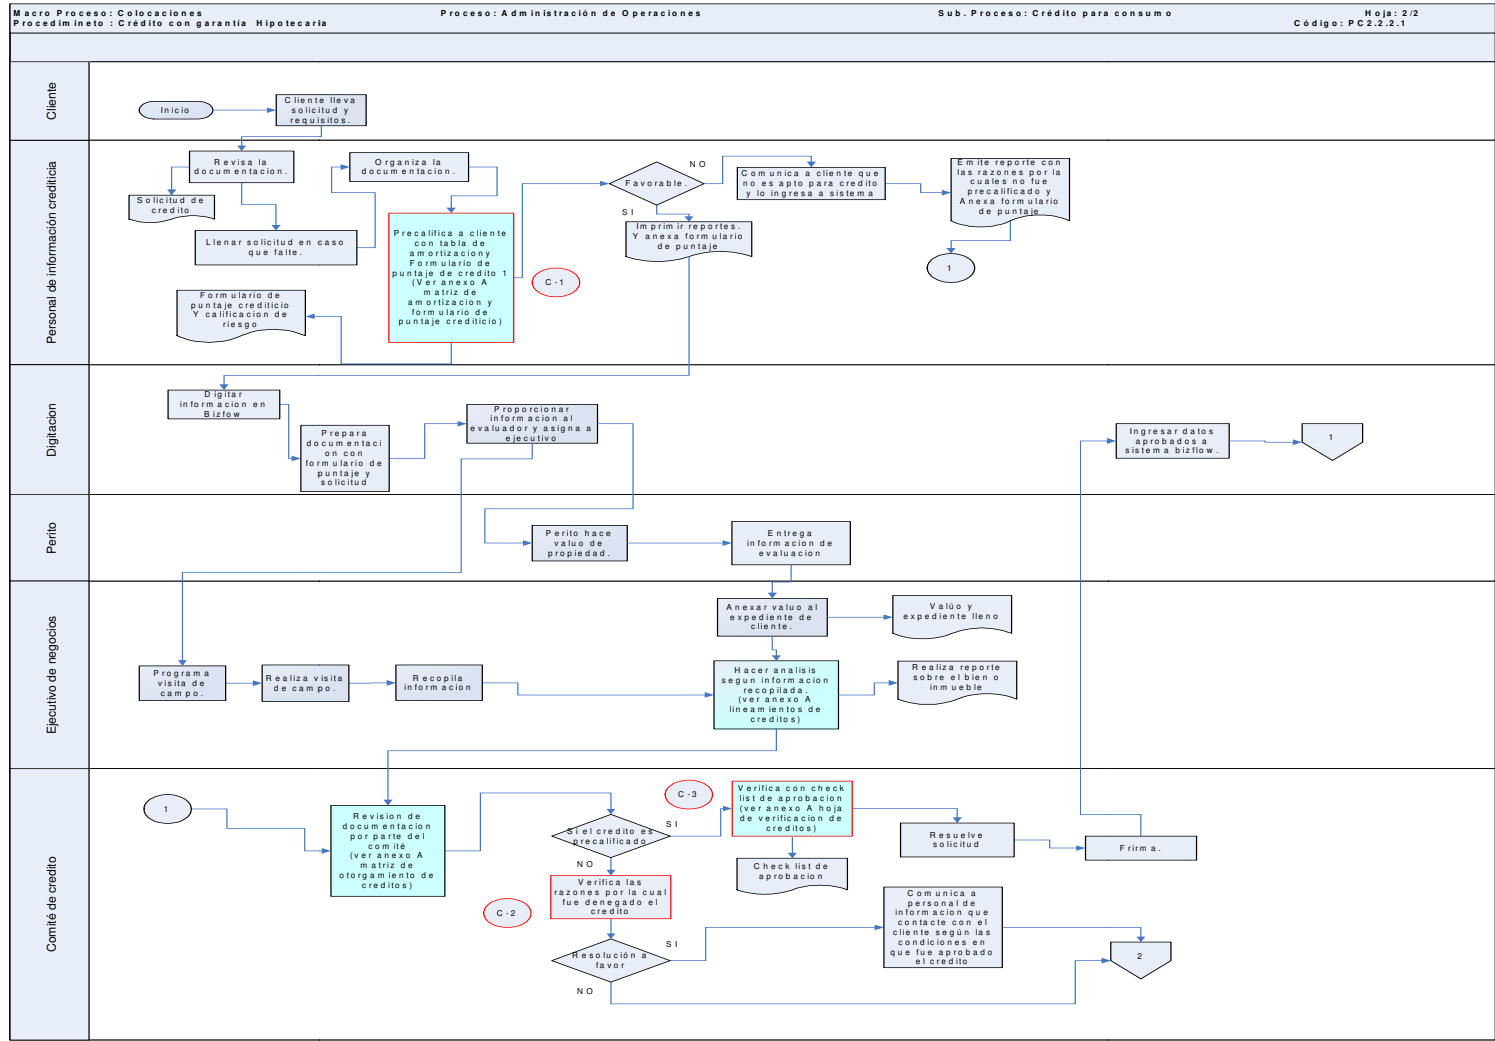 Macro Proceso: Colocaciones
Proceso: Administración de Operaciones
Sub. Proceso: Crédito para consumo
Hoja: 2/2
Procedimineto : Crédito con garantía Hipotecaria
Código: PC2.2.2.1
Cliente
Inicio
Cliente lleva
solicitud y
requisitos.
Personal de información crediticia
Revisa la
documentacion.
Solicitud de
credito
Llenar solicitud en caso
que falte.
Organiza la
documentacion.
Precalifica a cliente
con tabla de
amortizaciony
Formulario de
puntaje de credito 1
(Ver anexo A
matriz de
amortizacion y
formulario de
puntaje crediticio)
C-1
Formulario de
puntaje crediticio
Y calificacion de
riesgo
Favorable.
NO
SI
Imprimir reportes.
Y anexa formulario
de puntaje
Comunica a cliente que
no es apto para credito
y lo ingresa a sistema
Emite reporte con
las razones por la
cuales no fue
precalificado y
Anexa formulario
de puntaje
1
Digitacion
Digitar
informacion en
Bizfow
Prepara
documentaci
on con
formulario de
puntaje y
solicitud
Proporcionar
informacion al
evaluador y asigna a
ejecutivo
Ingresar datos
aprobados a
sistema bizflow.
1
Perito
Perito hace
valuo de
propiedad.
Entrega
informacion de
evaluacion
Ejecutivo de negocios
Anexar valuo al
expediente de
cliente.
Valúo y
expediente lleno
Programa
visita de
campo.
Realiza visita
de campo.
Recopila
informacion
Hacer analisis
segun informacion
recopilada.
(ver anexo A
lineamientos de
creditos)
Realiza reporte
sobre el bien o
inmueble
Comité de credito
1
Revision de
documentacion
por parte del
comité
(ver anexo A
matriz de
otorgamiento de
creditos)
C-3
Si el credito es
precalificado
SI
NO
Verifica con check
list de aprobacion
(ver anexo A hoja
de verificacion de
creditos)
Check list de
aprobacion
Resuelve
solicitud
Frirma.
Verifica las
razones por la cual
fue denegado el
credito
C-2
Resolución a
favor
SI
NO
Comunica a
personal de
informacion que
contacte con el
cliente según las
condiciones en
que fue aprobado
el credito
2